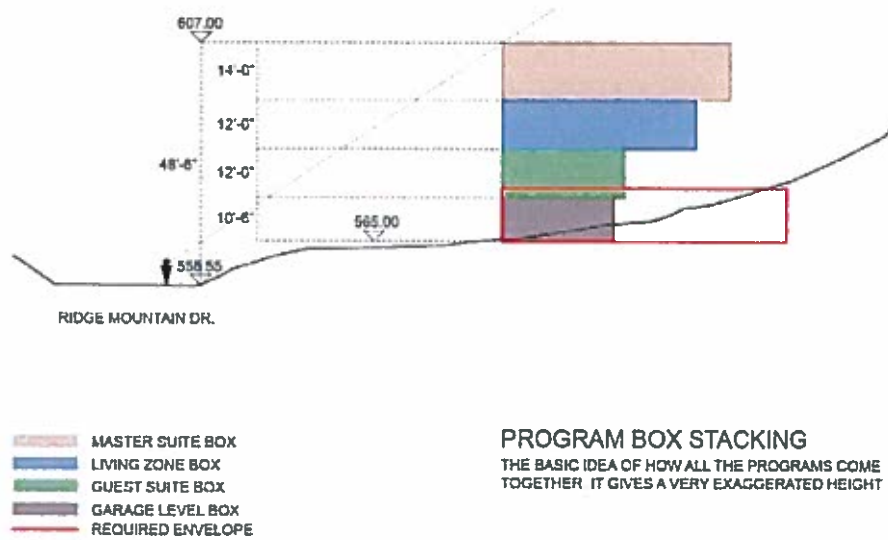 607.00
14'-0"
12'-0"
48'-6"
12'-0"
10'-6"
565.00
558.55
RIDGE MOUNTAIN DR.
MASTER SUITE BOX
LIVING ZONE BOX
GUEST SUITE BOX
GARAGE LEVEL BOX
REQUIRED ENVELOPE
PROGRAM BOX STACKING
THE BASIC IDEA OF HOW ALL THE PROGRAMS COME
TOGETHER IT GIVES A VERY EXAGGERATED HEIGHT